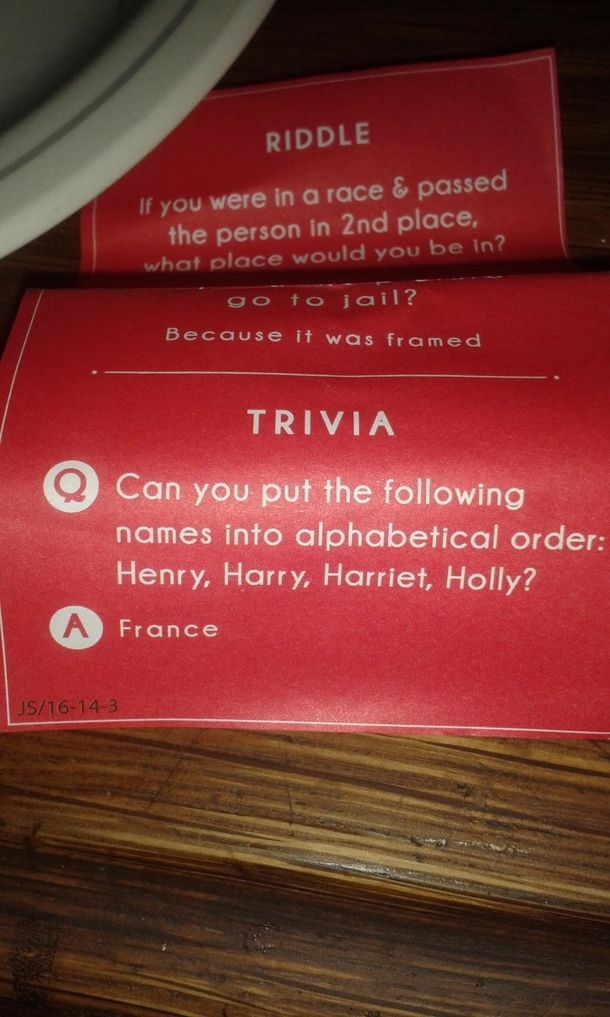 RIDDLE
If you were in a race & passed
the person in 2nd place,
what place would you be in?
go to jail?
Because it was framed
TRIVIA
Q Can you put the following
names into alphabetical order:
Henry, Harry, Harriet, Holly?
A France
JS/16-14-3